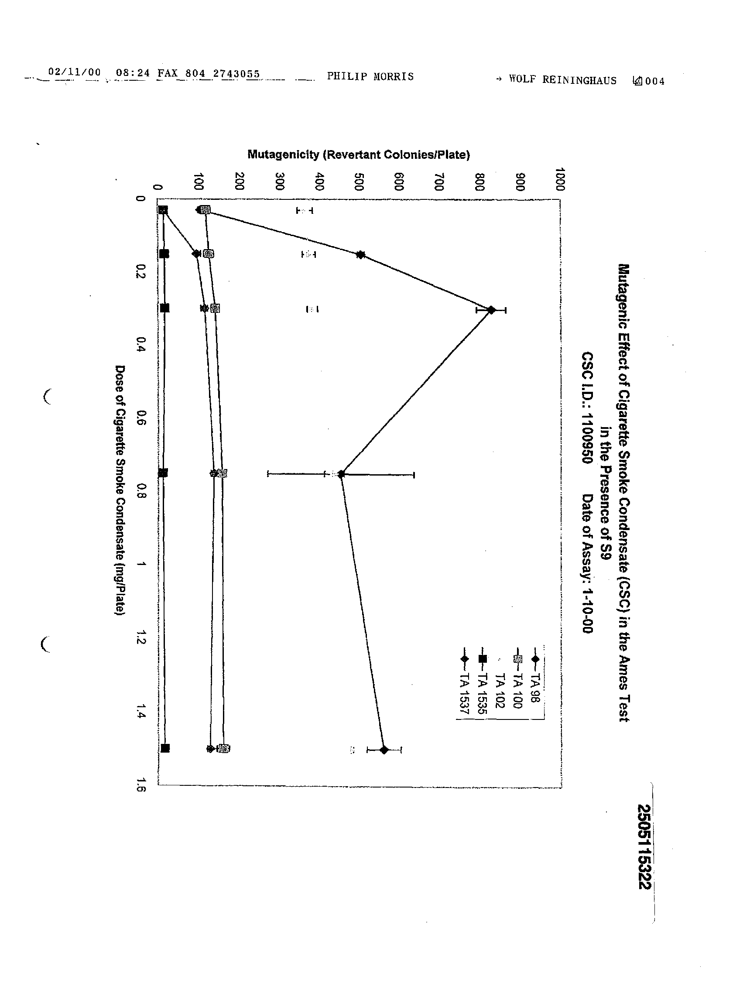 02/11/00 08:24 FAX 804 2743055 PHILIP MORRIS → WOLF REININGHAUS 004
Mutagenic Effect of Cigarette Smoke Condensate (CSC) in the Ames Test
in the Presence of S9
CSC I.D.: 1100950 Date of Assay: 1-10-00
Mutagenicity (Revertant Colonies/Plate)
1000
900
800
700
600
500
400
300
200
100
0
0 0.2 0.4 0.6 0.8 1 1.2 1.4 1.6
Dose of Cigarette Smoke Condensate (mg/Plate)
TA 98
TA 100
TA 102
TA 1535
TA 1537
2505115322